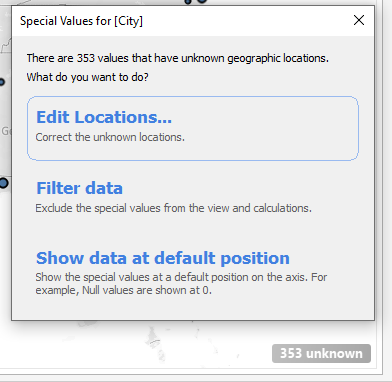 Special Values for [City]
There are 353 values that have unknown geographic locations.
What do you want to do?
Edit Locations...
Correct the unknown locations.
Filter data
Exclude the special values from the view and calculations.
Show data at default position
Show the special values at a default position on the axis. For
example, Null values are shown at 0.
353 unknown